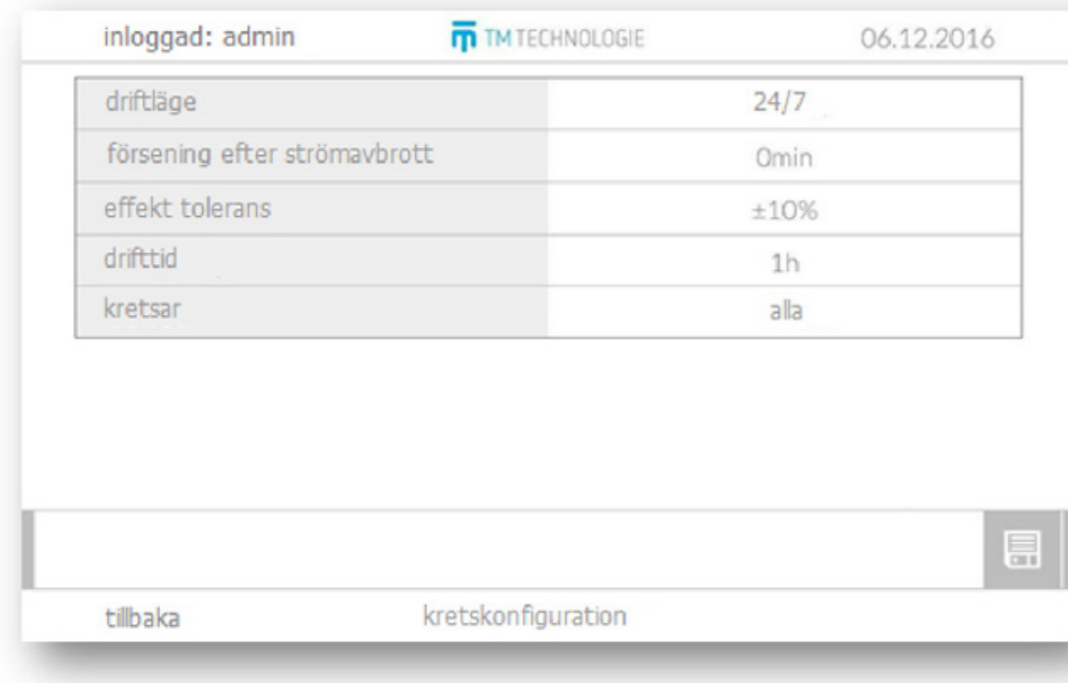 inloggad: admin TM TECHNOLOGIE 06.12.2016
driftläge 24/7
försening efter strömavbrott 0min
effekt tolerans ±10%
drifttid 1h
kretsar alla
tillbaka kretskonfiguration